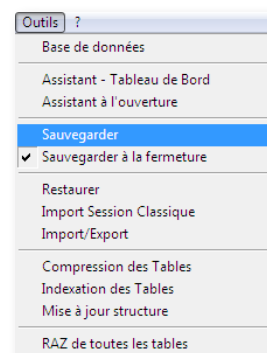 Outils ?
Base de données
Assistant - Tableau de Bord
Assistant à l'ouverture
Sauvegarder
Sauvegarder à la fermeture
Restaurer
Import Session Classique
Import/Export
Compression des Tables
Indexation des Tables
Mise à jour structure
RAZ de toutes les tables